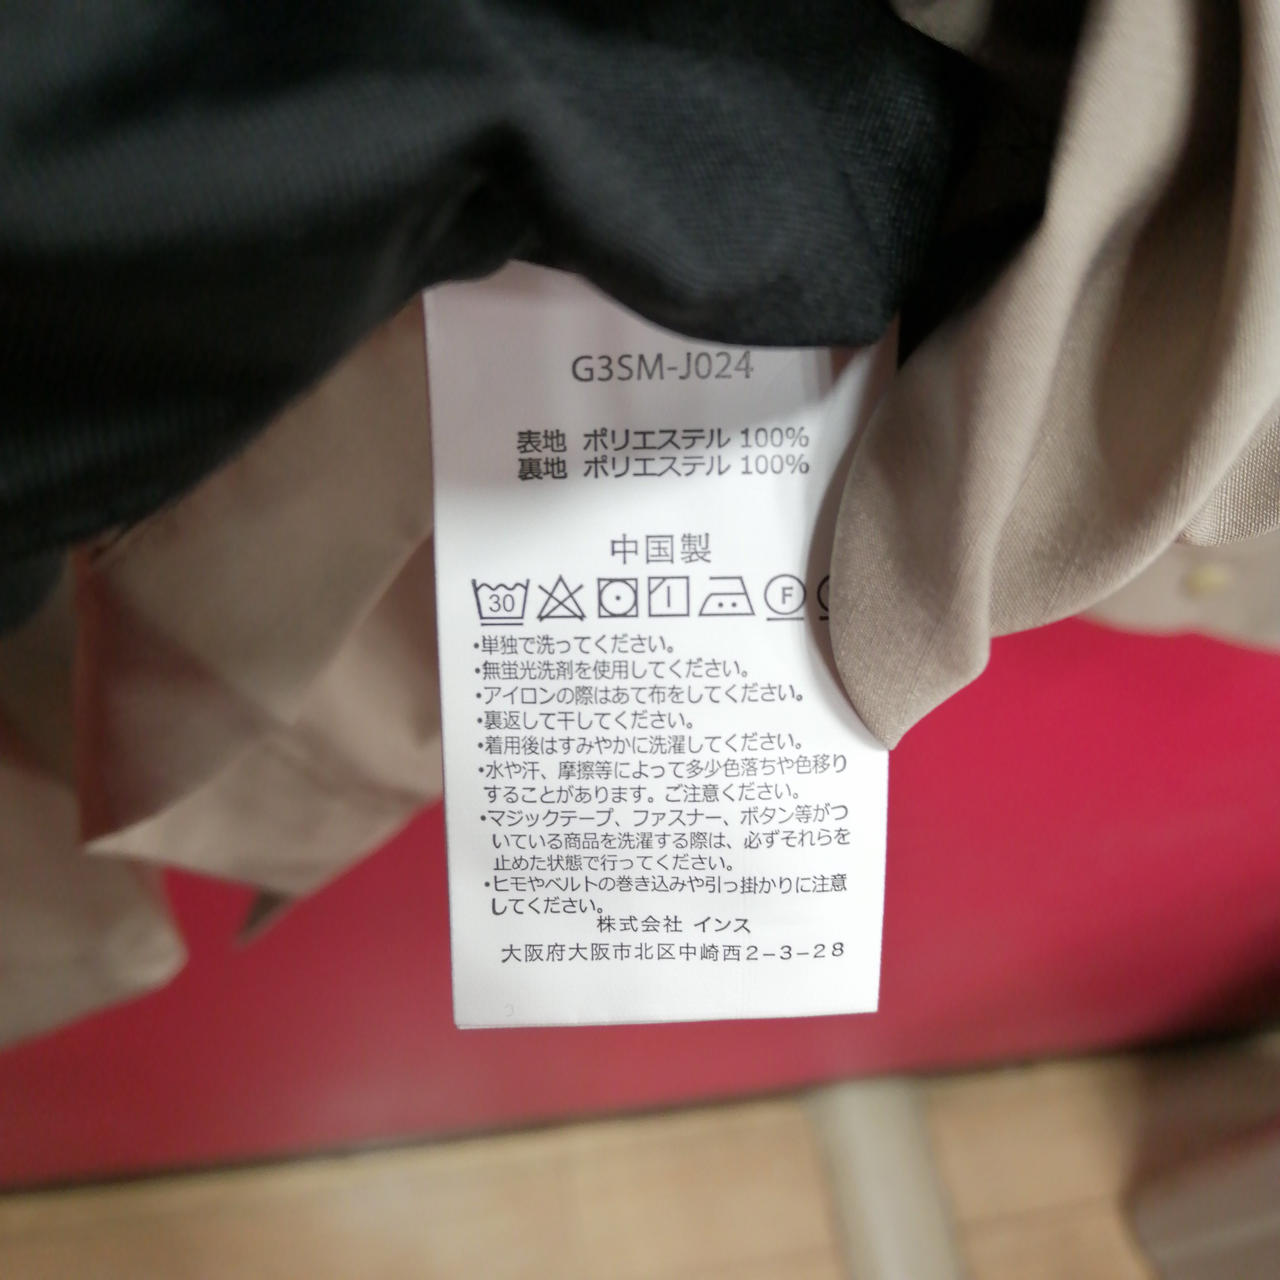 G3SM-J024
表地 ポリエステル 100%
裏地 ポリエステル 100%
中国製
30 F
・単独で洗ってください。
・無蛍光洗剤を使用してください。
・アイロンの際はあて布をしてください。
・裏返して干してください。
・着用後はすみやかに洗濯してください。
・水や汗、摩擦等によって多少色落ちや色移り
することがあります。ご注意ください。
・マジックテープ、ファスナー、ボタン等がつ
いている商品を洗濯する際は、必ずそれらを
止めた状態で行ってください。
・ヒモやベルトの巻き込みや引っ掛かりに注意
してください。
株式会社 インス
大阪府大阪市北区中崎西2-3-28